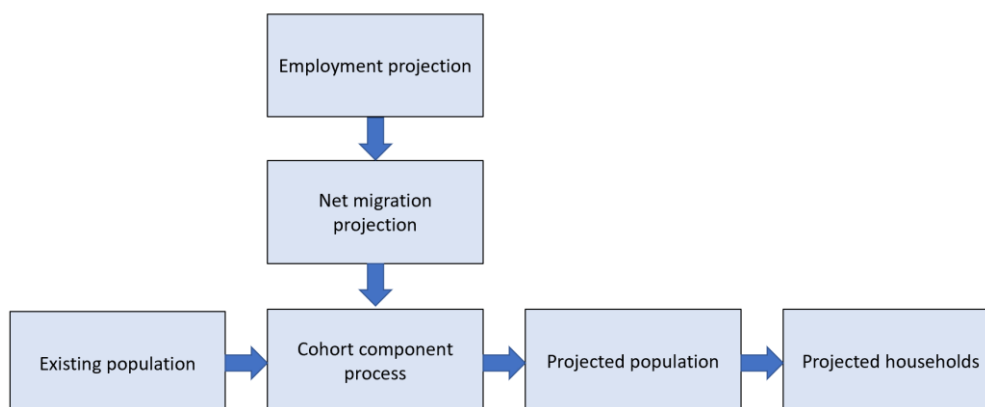 Employment projection
Net migration
projection
Existing population
Cohort component
process
Projected population
Projected households